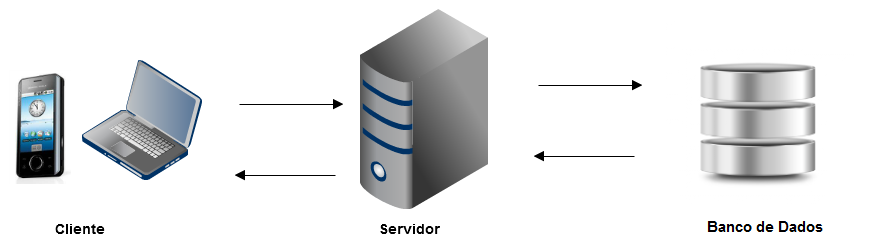 Cliente
Servidor
Banco de Dados